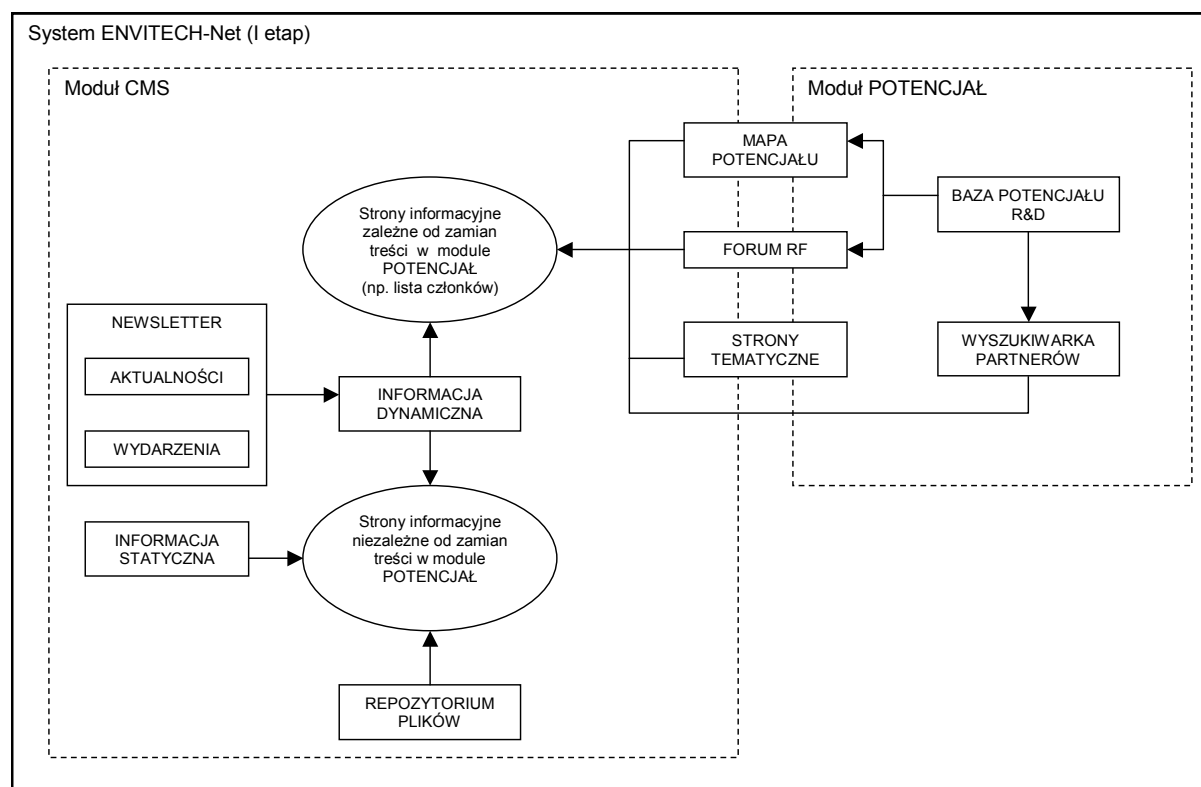 System ENVITECH-Net (I etap)
Moduł CMS
Moduł POTENCJAŁ
MAPA
POTENCJAŁU
BAZA POTENCJAŁU
R&D
Strony informacyjne
zależne od zamian
treści w module
POTENCJAŁ
(np. lista członków)
FORUM RF
NEWSLETTER
AKTUALNOŚCI
WYDARZENIA
STRONY
TEMATYCZNE
WYSZUKIWARKA
PARTNERÓW
INFORMACJA
DYNAMICZNA
INFORMACJA
STATYCZNA
Strony informacyjne
niezależne od zamian
treści w module
POTENCJAŁ
REPOZYTORIUM
PLIKÓW